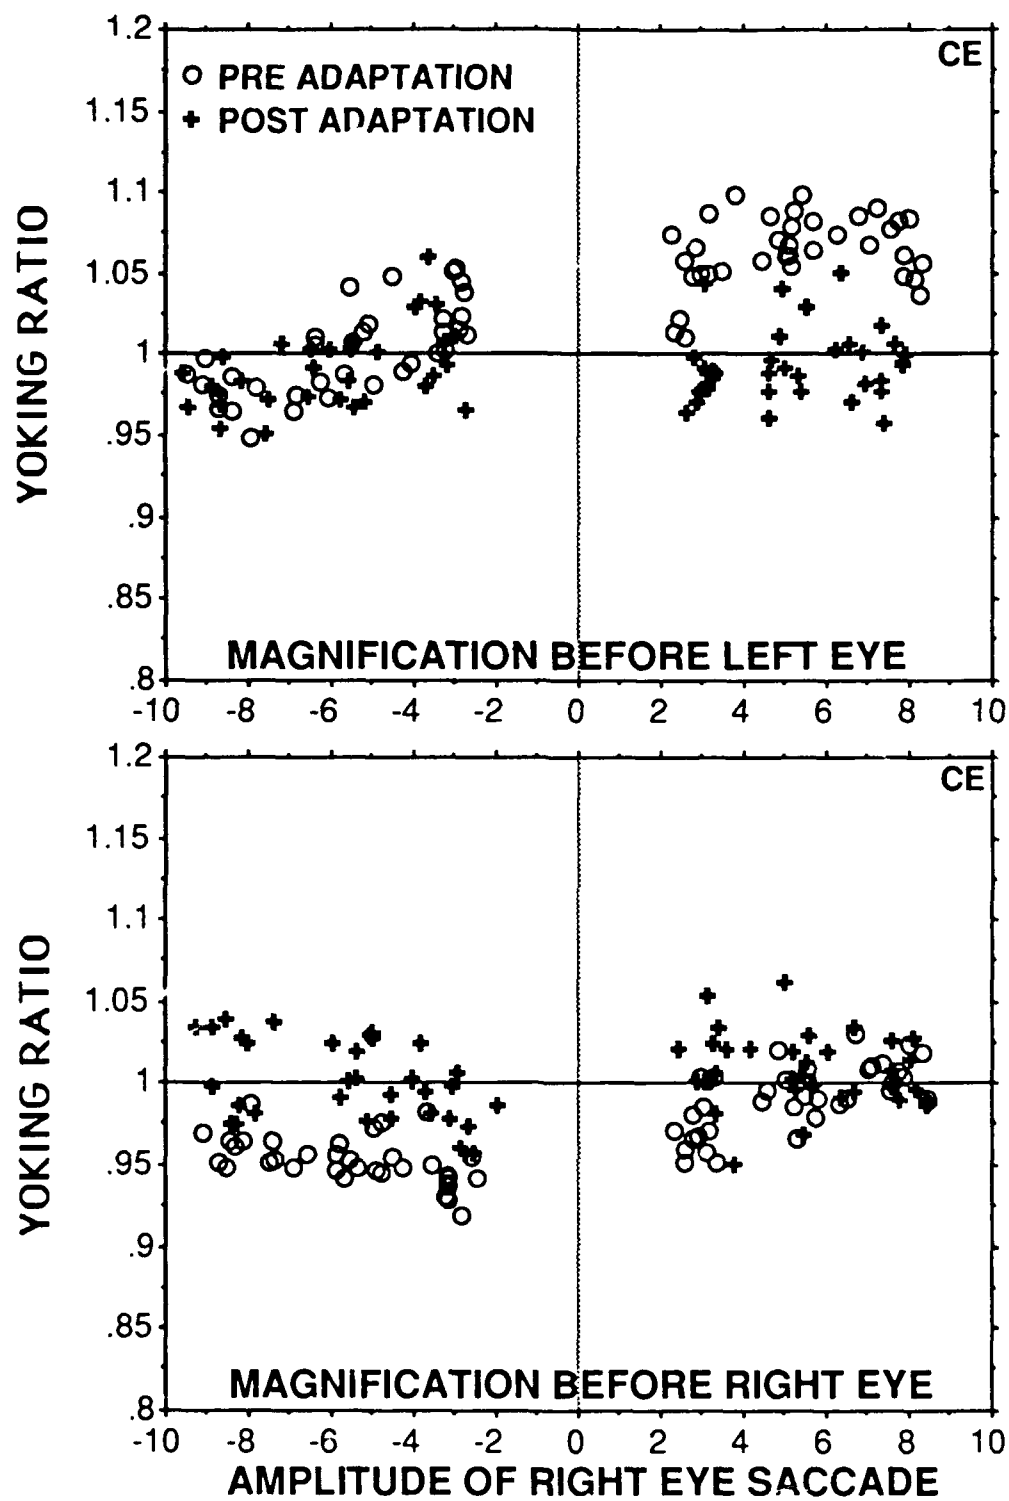 1.2
CE
PRE ADAPTATION
1.15
POST ADAPTATION
1.1
1.05
1
.95
.9
.85
.8
YOKING RATIO
MAGNIFICATION BEFORE LEFT EYE
-10 -8 -6 -4 -2 0 2 4 6 8 10
1.2
CE
1.15
1.1
1.05
1
.95
.9
.85
.8
YOKING RATIO
MAGNIFICATION BEFORE RIGHT EYE
-10 -8 -6 -4 -2 0 2 4 6 8 10
AMPLITUDE OF RIGHT EYE SACCADE